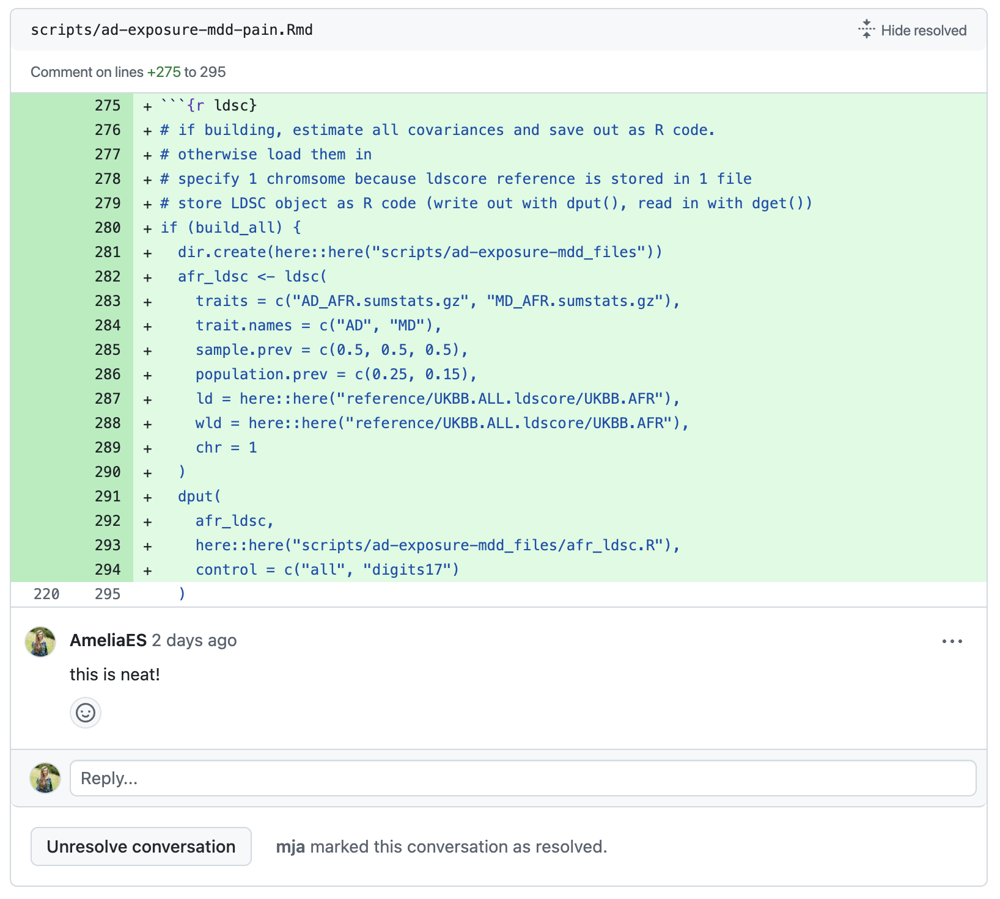 scripts/ad-exposure-mdd-pain.Rmd
Hide resolved
Comment on lines +275 to 295
275 + ```{r ldsc}
276 + # if building, estimate all covariances and save out as R code.
277 + # otherwise load them in
278 + # specify 1 chromsome because ldscore reference is stored in 1 file
279 + # store LDSC object as R code (write out with dput(), read in with dget())
280 + if (build_all) {
281 +   dir.create(here::here("scripts/ad-exposure-mdd_files"))
282 +   afr_ldsc <- ldsc(
283 +     traits = c("AD_AFR.sumstats.gz", "MD_AFR.sumstats.gz"),
284 +     trait.names = c("AD", "MD"),
285 +     sample.prev = c(0.5, 0.5, 0.5),
286 +     population.prev = c(0.25, 0.15),
287 +     ld = here::here("reference/UKBB.ALL.ldscore/UKBB.AFR"),
288 +     wld = here::here("reference/UKBB.ALL.ldscore/UKBB.AFR"),
289 +     chr = 1
290 +   )
291 +   dput(
292 +     afr_ldsc,
293 +     here::here("scripts/ad-exposure-mdd_files/afr_ldsc.R"),
294 +     control = c("all", "digits17")
220 295   )
AmeliaES 2 days ago
this is neat!
Reply...
Unresolve conversation
mja marked this conversation as resolved.